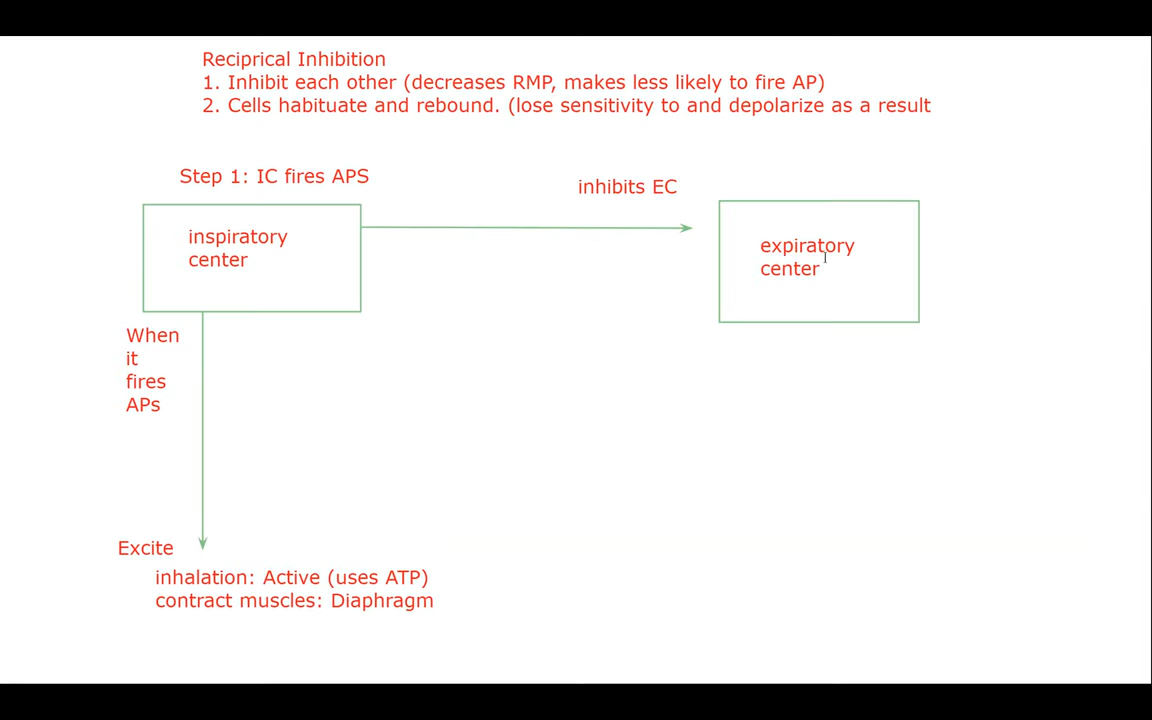 Reciprical Inhibition
1. Inhibit each other (decreases RMP, makes less likely to fire AP)
2. Cells habituate and rebound. (lose sensitivity to and depolarize as a result
Step 1: IC fires APS
inhibits EC
inspiratory
center
expiratory
center
When
it
fires
APs
Excite
inhalation: Active (uses ATP)
contract muscles: Diaphragm